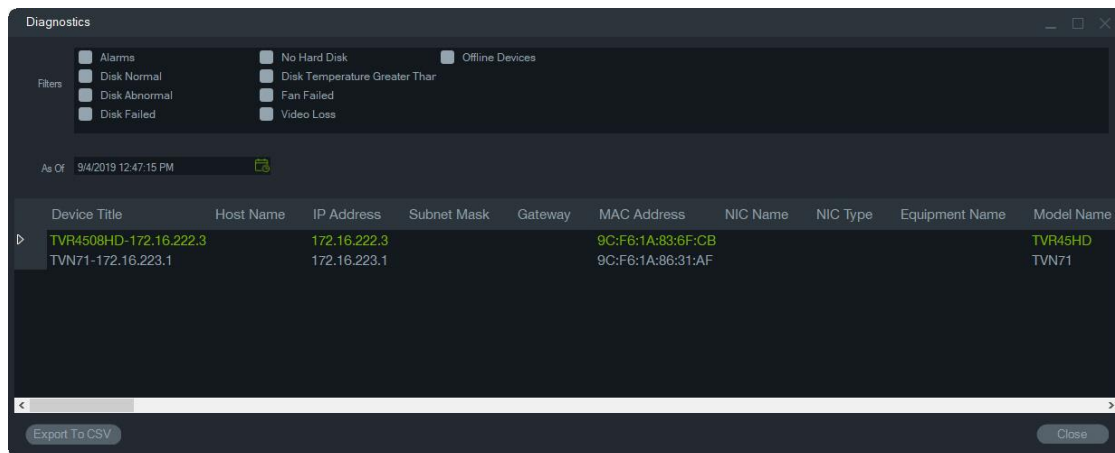 Diagnostics
Alarms No Hard Disk Offline Devices
Filters Disk Normal Disk Temperature Greater Than
Disk Abnormal Fan Failed
Disk Failed Video Loss
As Of 9/4/2019 12:47:15 PM
Device Title Host Name IP Address Subnet Mask Gateway MAC Address NIC Name NIC Type Equipment Name Model Name
TVR4508HD-172.16.222.3 172.16.222.3 9C:F6:1A:83:6F:CB TVR45HD
TVN71-172.16.223.1 172.16.223.1 9C:F6:1A:86:31:AF TVN71
Export To CSV Close